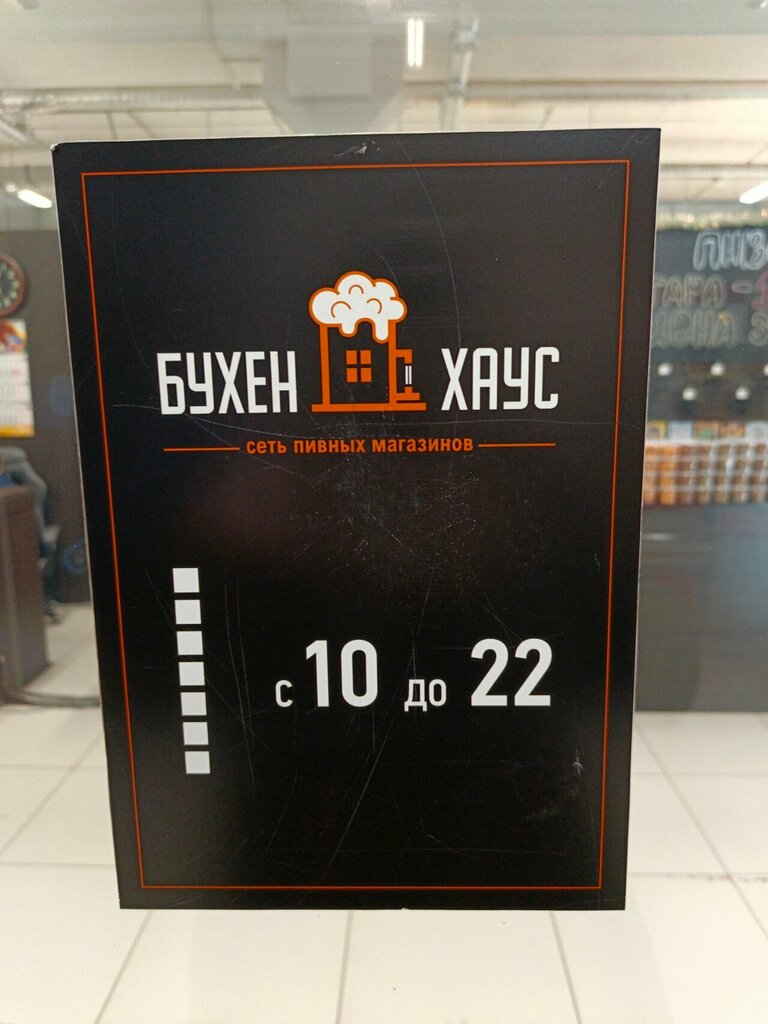 БУХЕН ХАУС
сеть пивных магазинов
с 10 до 22